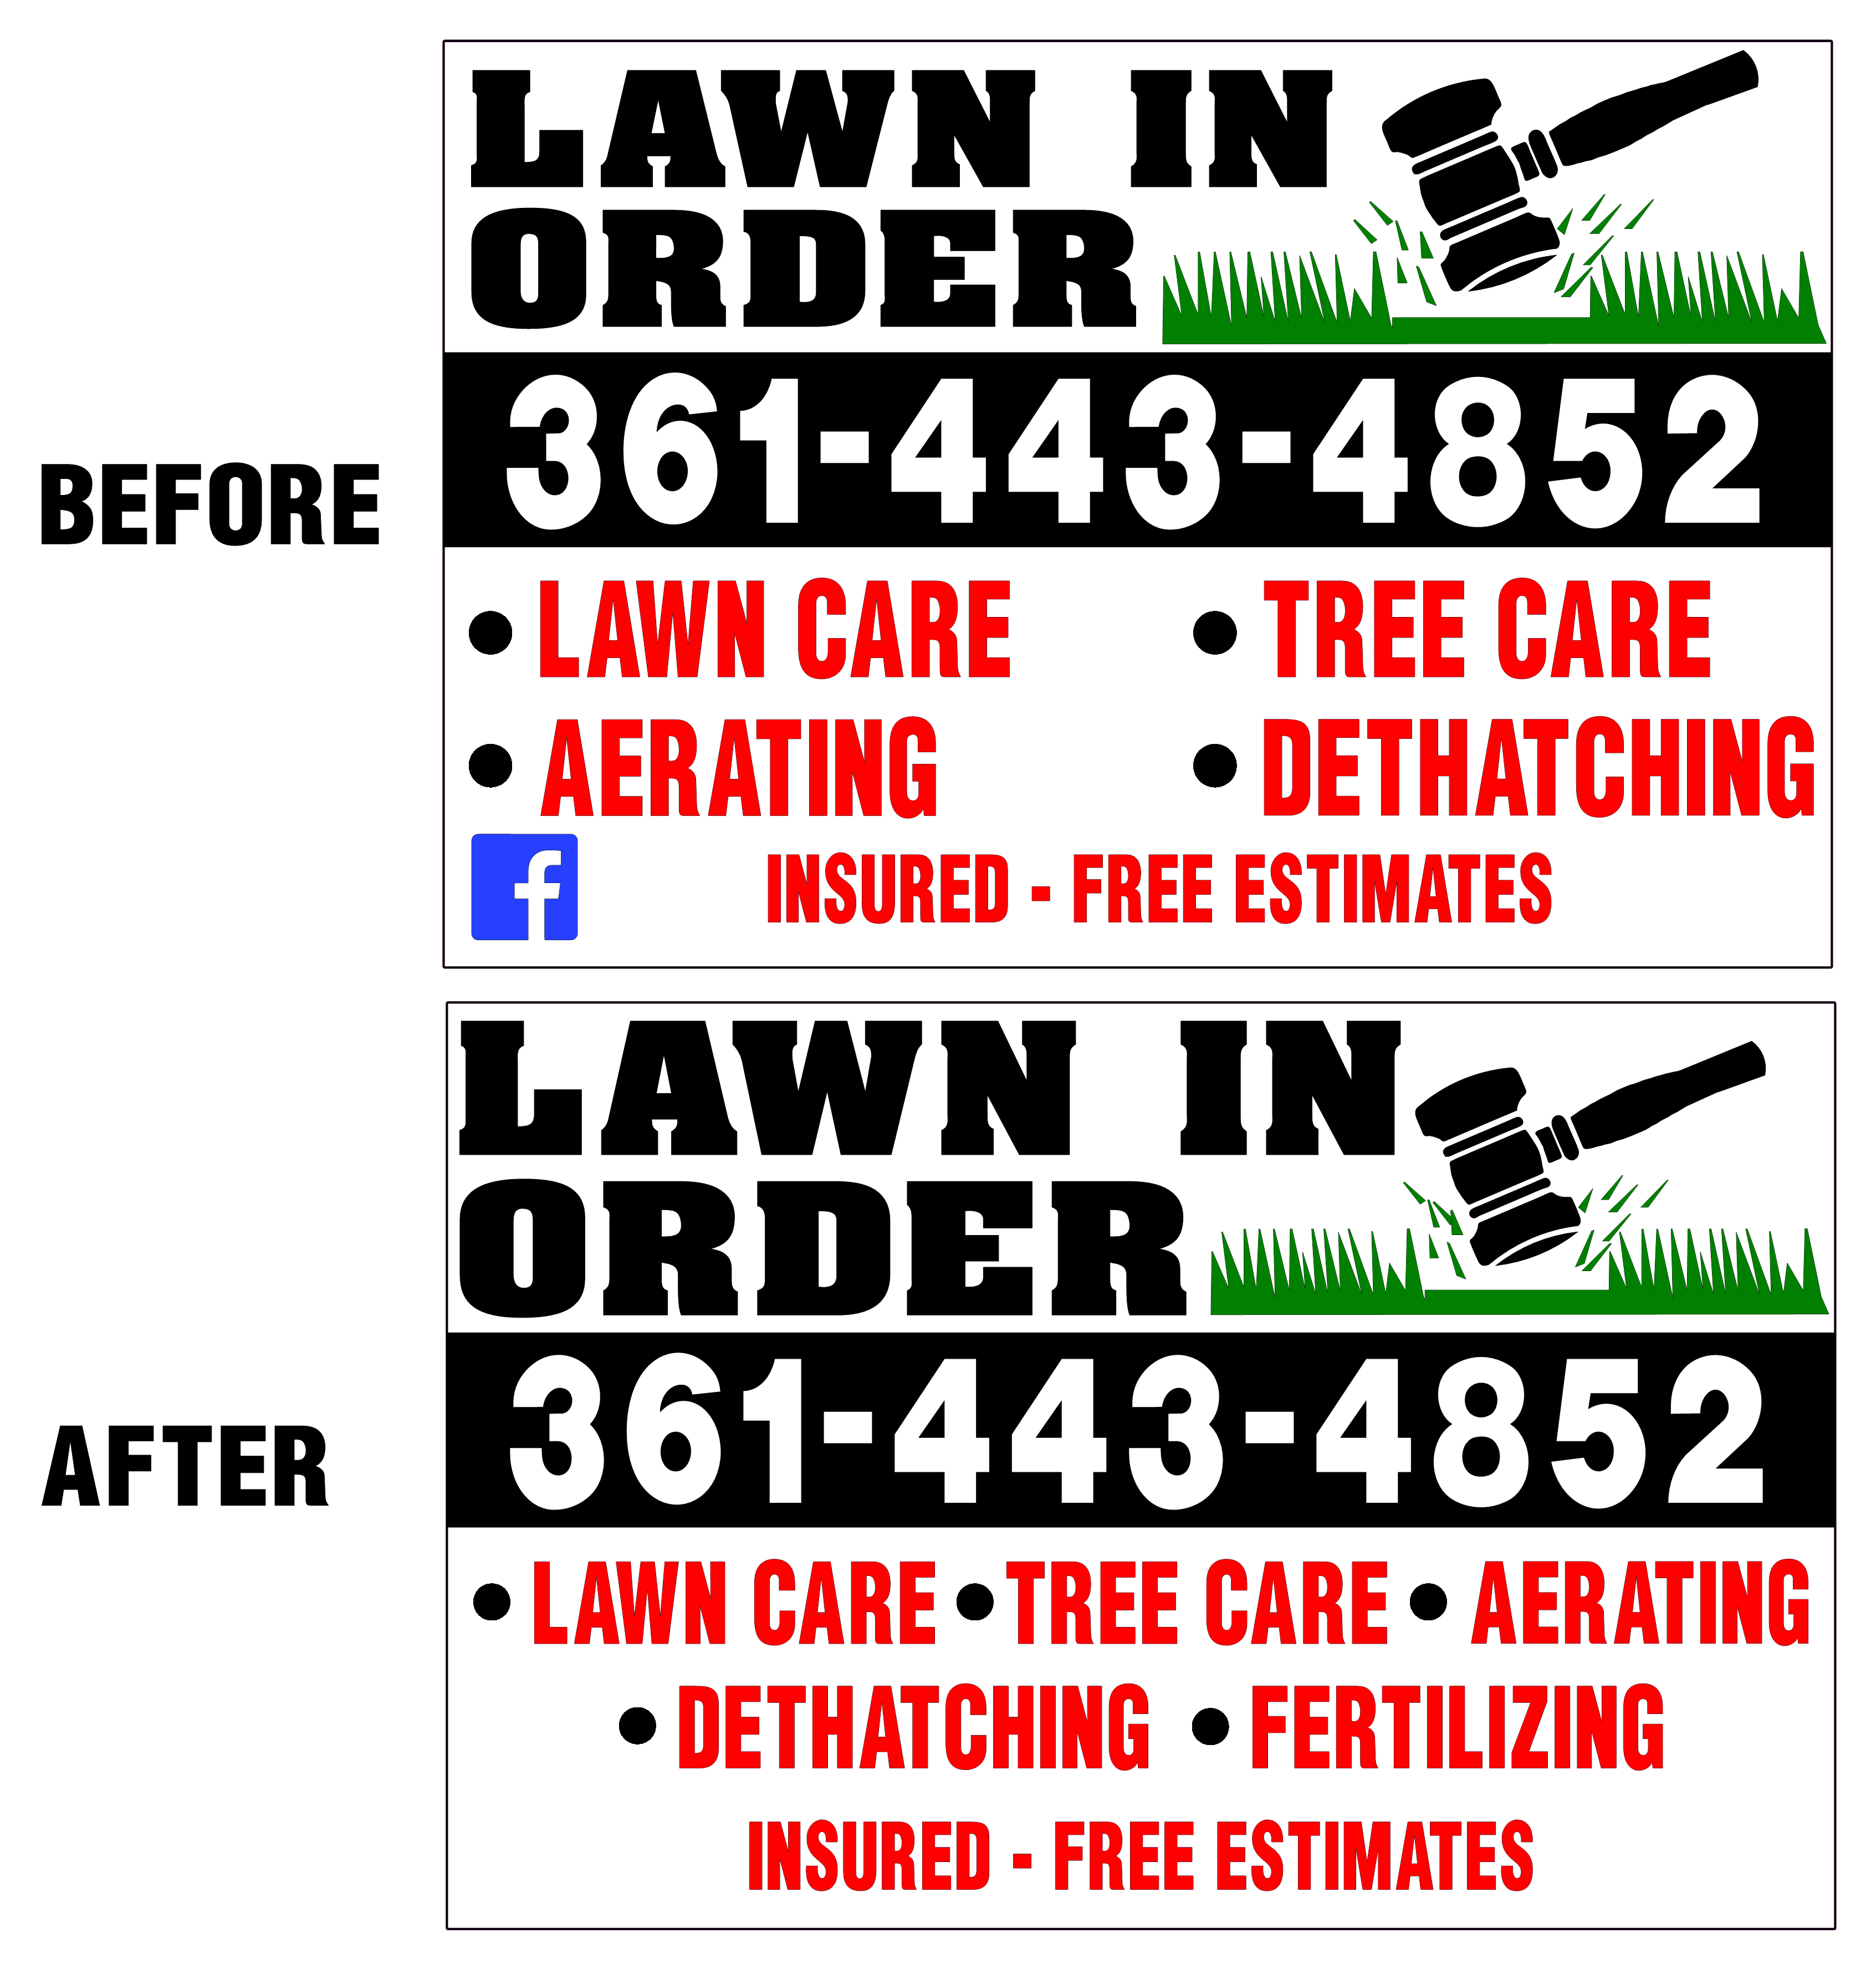 LAWN IN
ORDER
361-443-4852
BEFORE
• LAWN CARE • TREE CARE
• AERATING • DETHATCHING
f INSURED - FREE ESTIMATES
LAWN IN
ORDER
361-443-4852
AFTER
• LAWN CARE • TREE CARE • AERATING
• DETHATCHING • FERTILIZING
INSURED - FREE ESTIMATES